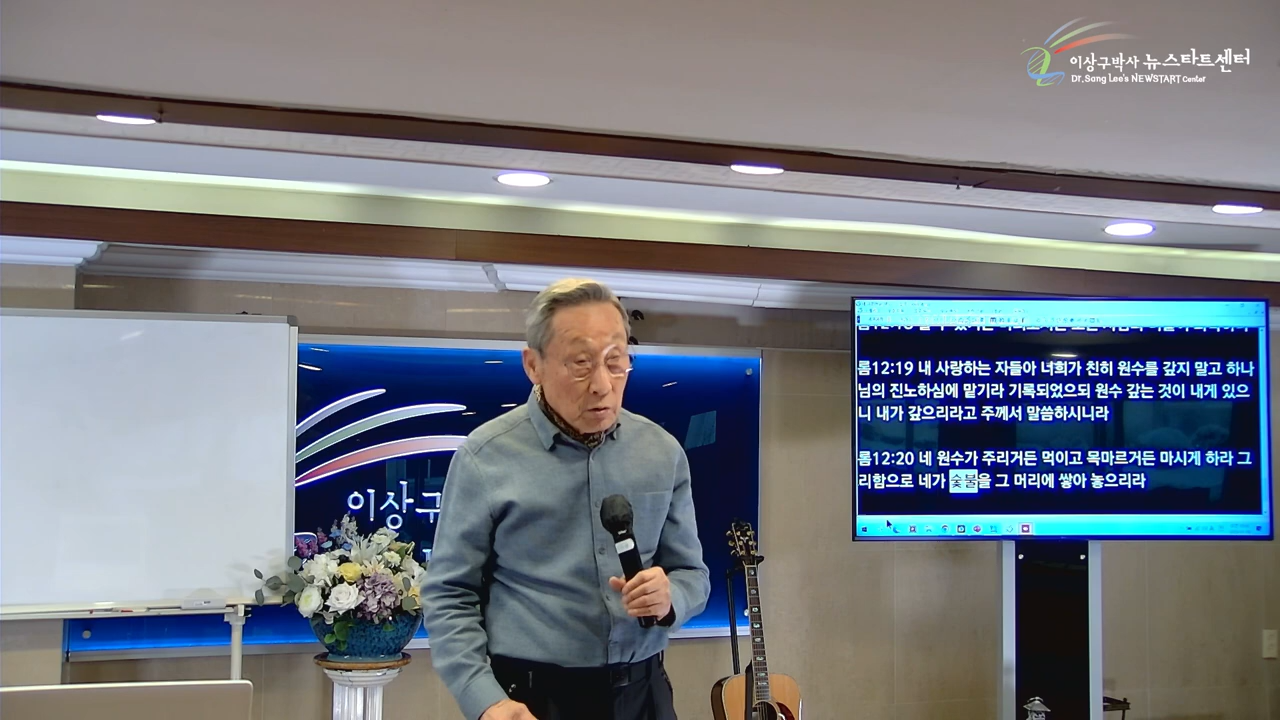 이상구박사 뉴스타트센터
Dr. Sang Lee's NEWSTART Center
롬12:19 내 사랑하는 자들아 너희가 친히 원수를 갚지 말고 하나
님의 진노하심에 맡기라 기록되었으되 원수 갚는 것이 내게 있으
니 내가 갚으리라고 주께서 말씀하시니라
롬12:20 네 원수가 주리거든 먹이고 목마르거든 마시게 하라 그
리함으로 네가 숯불을 그 머리에 쌓아 놓으리라
이상구